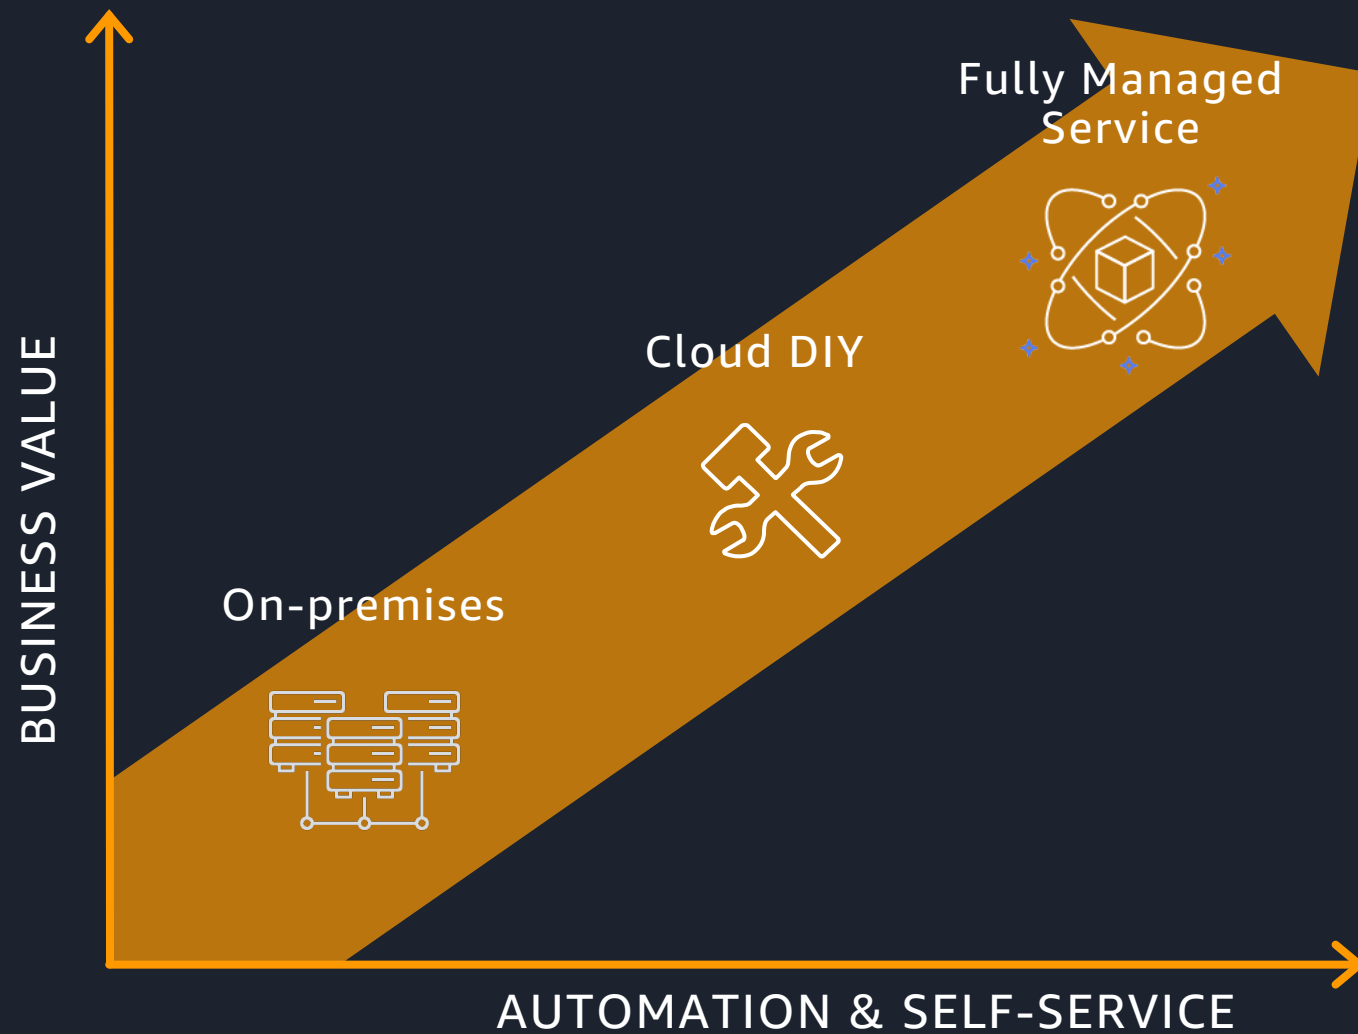 Fully Managed
Service
Cloud DIY
On-premises
BUSINESS VALUE
AUTOMATION & SELF-SERVICE